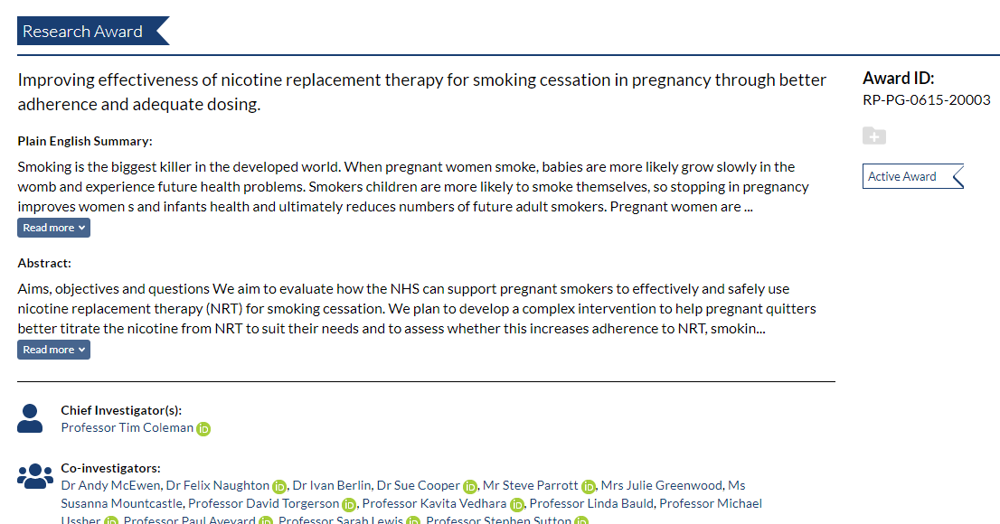 Research Award
Improving effectiveness of nicotine replacement therapy for smoking cessation in pregnancy through better
adherence and adequate dosing.
Award ID:
RP-PG-0615-20003
Active Award
Plain English Summary:
Smoking is the biggest killer in the developed world. When pregnant women smoke, babies are more likely grow slowly in the
womb and experience future health problems. Smokers children are more likely to smoke themselves, so stopping in pregnancy
improves women s and infants health and ultimately reduces numbers of future adult smokers. Pregnant women are ...
Read more
Abstract:
Aims, objectives and questions We aim to evaluate how the NHS can support pregnant smokers to effectively and safely use
nicotine replacement therapy (NRT) for smoking cessation. We plan to develop a complex intervention to help pregnant quitters
better titrate the nicotine from NRT to suit their needs and to assess whether this increases adherence to NRT, smokin...
Read more
Chief Investigator(s):
Professor Tim Coleman iD
Co-investigators:
Dr Andy McEwen, Dr Felix Naughton iD, Dr Ivan Berlin, Dr Sue Cooper iD, Mr Steve Parrott iD, Mrs Julie Greenwood, Ms
Susanna Mountcastle, Professor David Torgerson iD, Professor Kavita Vedhara iD, Professor Linda Bauld, Professor Michael
Ussher iD, Professor Paul Aveyard iD, Professor Sarah Lewis iD, Professor Stephen Sutton iD